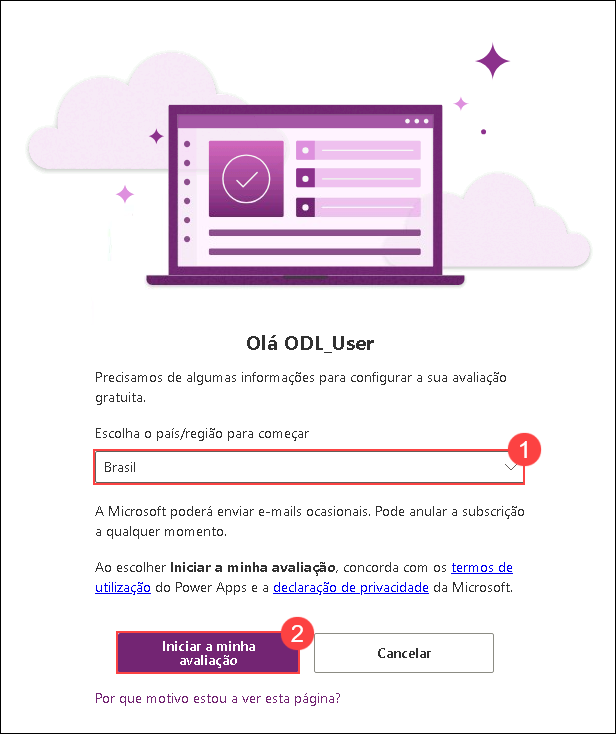 Olá ODL_User
Precisamos de algumas informações para configurar a sua avaliação
gratuita.
Escolha o país/região para começar
1
Brasil
A Microsoft poderá enviar e-mails ocasionais. Pode anular a subscrição
a qualquer momento.
Ao escolher Iniciar a minha avaliação, concorda com os termos de
utilização do Power Apps e a declaração de privacidade da Microsoft.
2
Iniciar a minha
avaliação
Cancelar
Por que motivo estou a ver esta página?